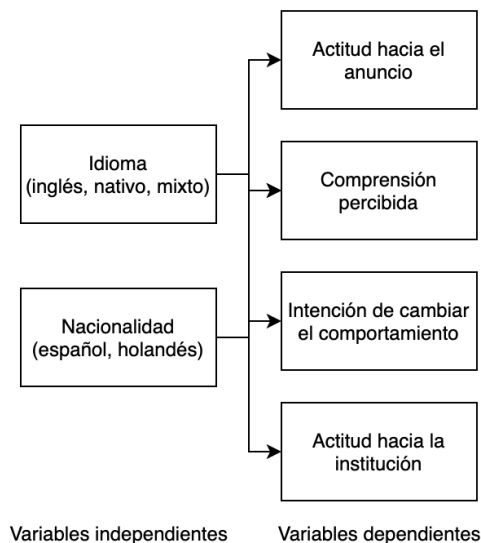 Actitud hacia el
anuncio
Idioma
(inglés, nativo, mixto)
Comprensión
percibida
Nacionalidad
(español, holandés)
Intención de cambiar
el comportamiento
Actitud hacia la
institución
Variables independientes
Variables dependientes